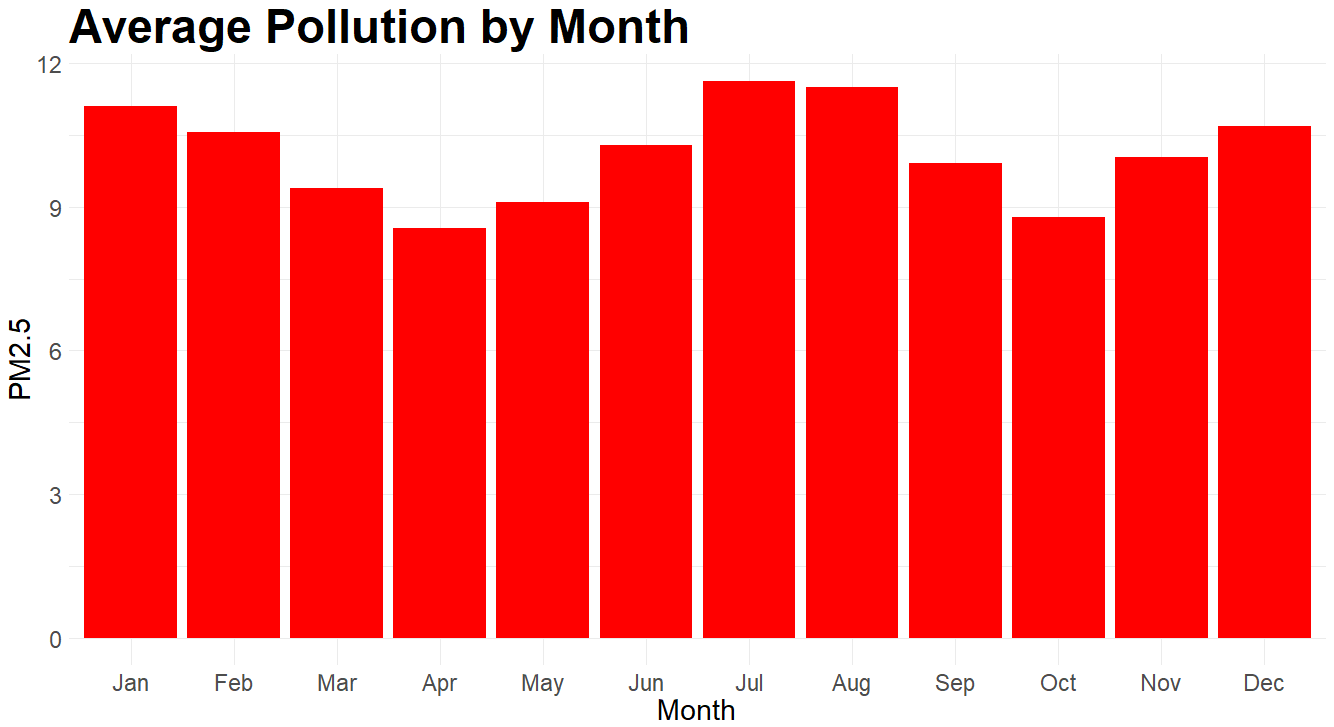 Average Pollution by Month
PM2.5
12
9
6
3
0
Jan Feb Mar Apr May Jun Jul Aug Sep Oct Nov Dec
Month